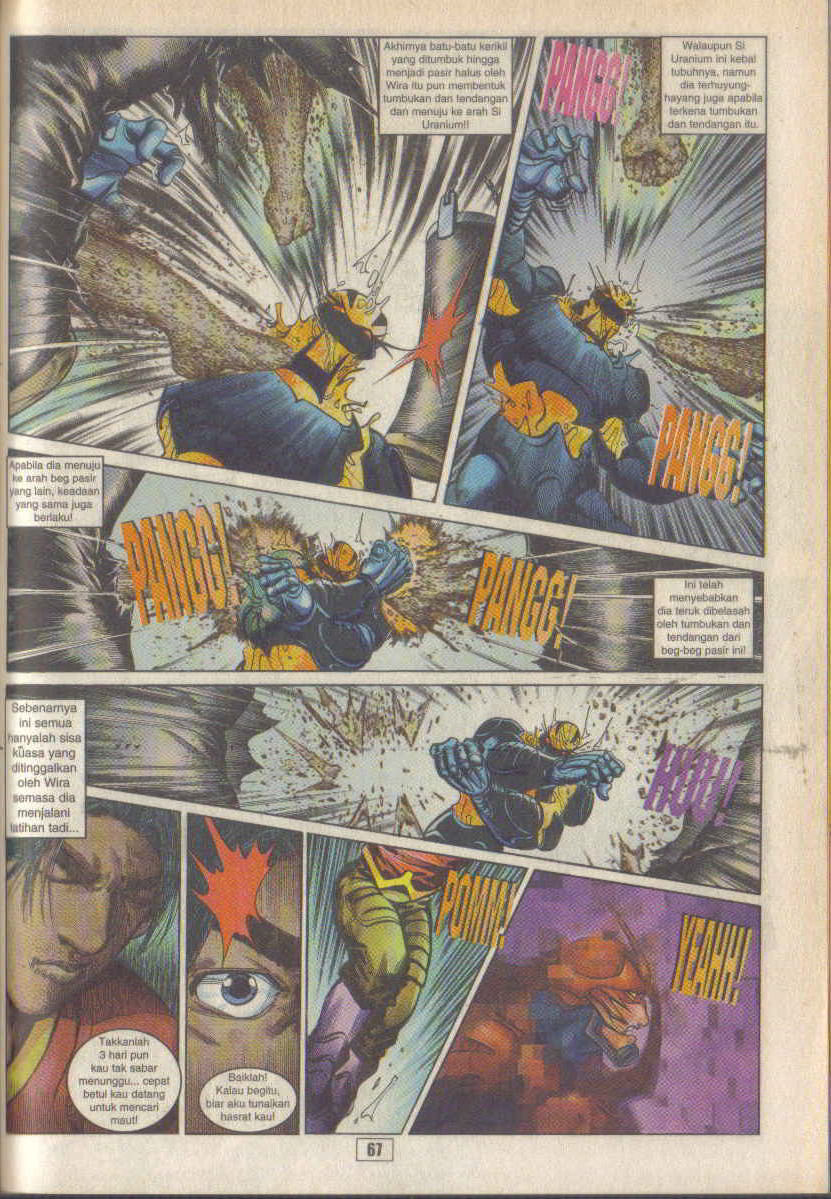 Akhirnya batu-batu kerikil
yang ditumbuk hingga
menjadi pasir halus oleh
Wira itu pun membentuk
tumbukan dan tendangan
dan menuju ke arah Si
Uranium!!
PANGG!
Walaupun Si
Uranium ini kebal
tubuhnya, namun
dia terhuyung-
hayang juga apabila
terkena tumbukan
dan tendangan itu.
PANGG!
Apabila dia menuju
ke arah beg pasir
yang lain, keadaan
yang sama juga
berlaku!
PANGG!
PANGG!
Ini telah
menyebabkan
dia teruk dibelasah
oleh tumbukan dan
tendangan dari
beg-beg pasir ini!
Sebenarnya
ini semua
hanyalah sisa
kuasa yang
ditinggalkan
oleh Wira
semasa dia
menjalani
latihan tadi...
HUU!
Takkanlah
3 hari pun
kau tak sabar
menunggu... cepat
betul kau datang
untuk mencari
maut!
Baiklah!
Kalau begitu,
biar aku tunaikan
hasrat kau!
POMM!
YEAHH!
67